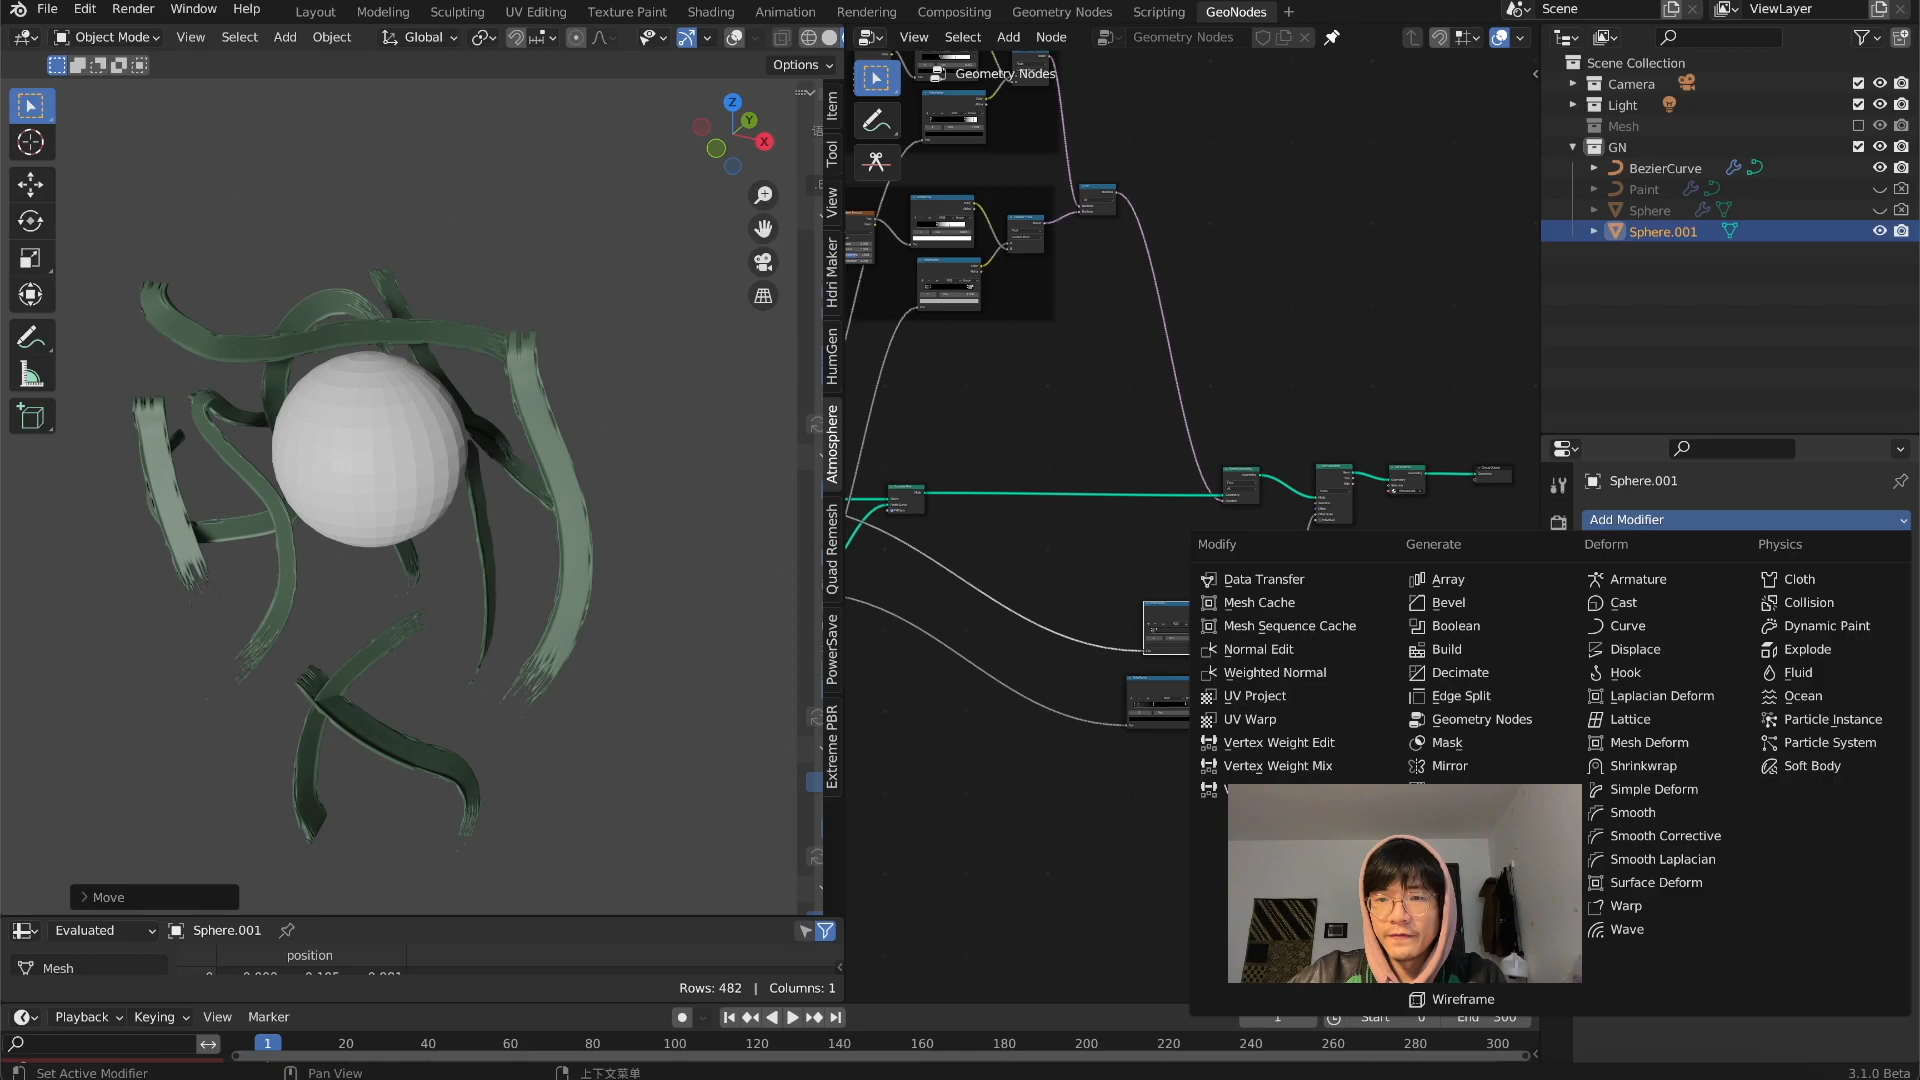 File Edit Render Window Help
Layout Modeling Sculpting UV Editing Texture Paint Shading Animation Rendering Compositing Geometry Nodes Scripting GeoNodes
Scene
ViewLayer
Object Mode View Select Add Object Global
View Select Add Node Geometry Nodes
Options
Geometry Nodes
Item
Tool
View
Hdri Maker
HumGen
Atmosphere
Quad Remesh
PowerSave
Extreme PBR
Z
Y
X
Scene Collection
Camera
Light
Mesh
GN
BezierCurve
Paint
Sphere
Sphere.001
Sphere.001
Add Modifier
Modify
Data Transfer
Mesh Cache
Mesh Sequence Cache
Normal Edit
Weighted Normal
UV Project
UV Warp
Vertex Weight Edit
Vertex Weight Mix
Generate
Array
Bevel
Boolean
Build
Decimate
Edge Split
Geometry Nodes
Mask
Mirror
Wireframe
Deform
Armature
Cast
Curve
Displace
Hook
Laplacian Deform
Lattice
Mesh Deform
Shrinkwrap
Simple Deform
Smooth
Smooth Corrective
Smooth Laplacian
Surface Deform
Warp
Wave
Physics
Cloth
Collision
Dynamic Paint
Explode
Fluid
Ocean
Particle Instance
Particle System
Soft Body
Move
Evaluated Sphere.001
position
Mesh
Rows: 482 | Columns: 1
Playback Keying View Marker
1 Start 0 End 300
1 20 40 60 80 100 120 140 160 180 200 220 240 260 280 300
Set Active Modifier Pan View 上下文菜单
3.1.0 Beta